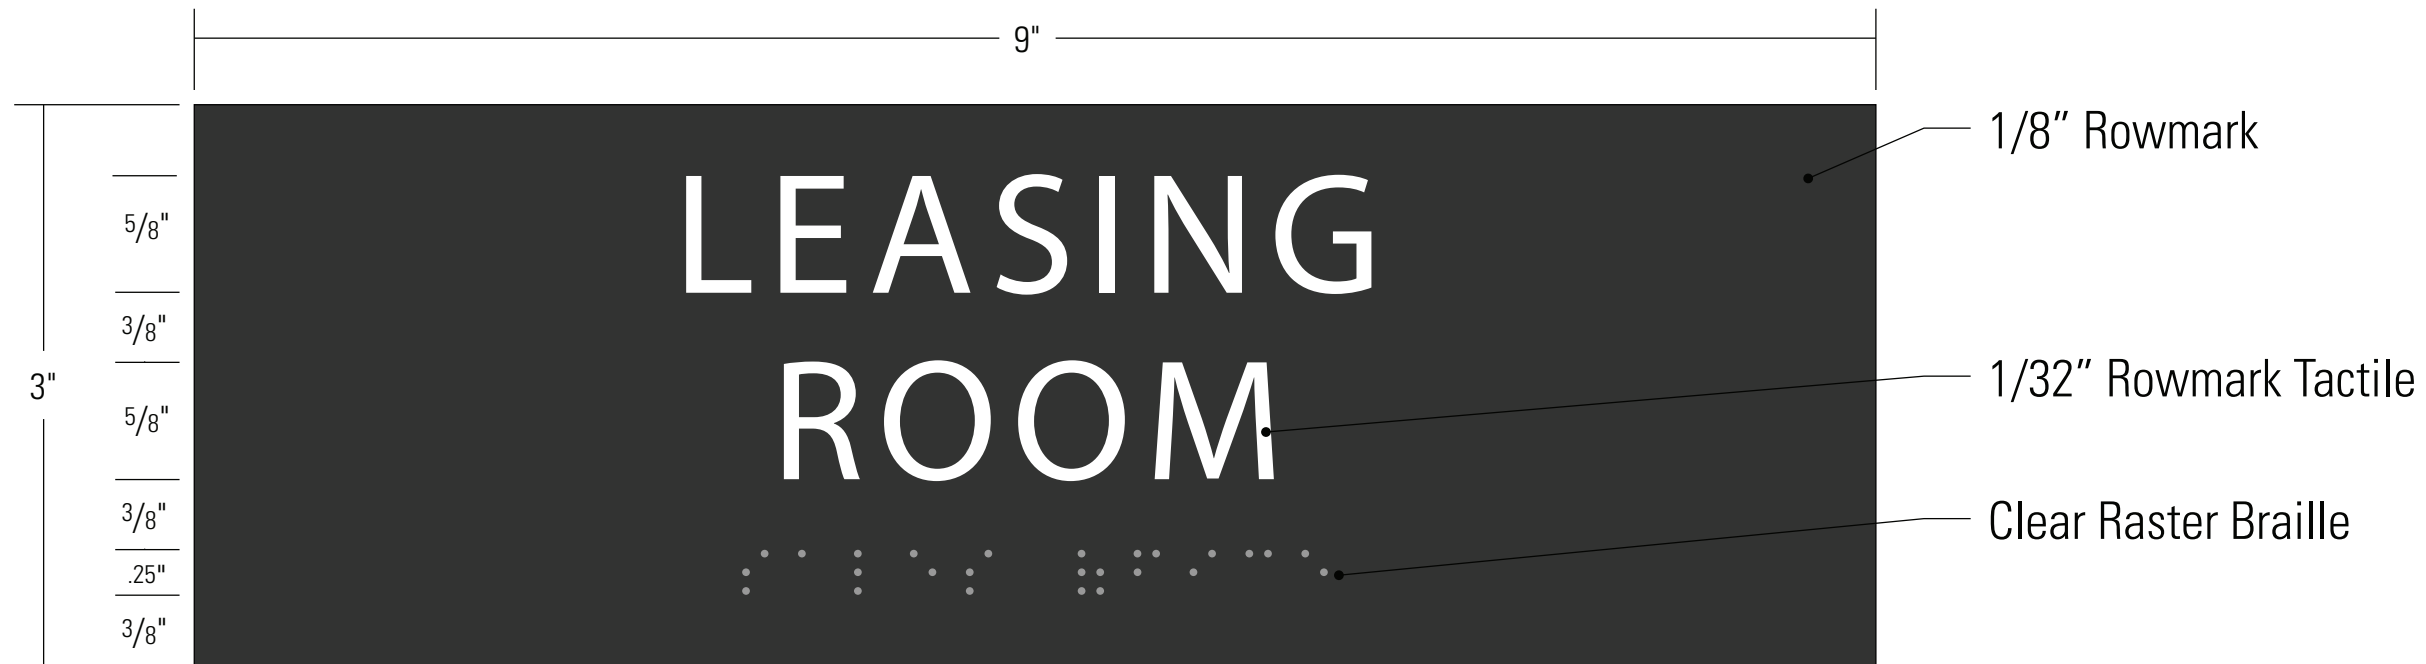 9"
1/8” Rowmark
LEASING
5/8"
3/8"
ROOM
1/32” Rowmark Tactile
3"
5/8"
3/8"
Clear Raster Braille
⠎⠁⠇⠑⠎ ⠧⠋⠊⠉⠑
.25"
3/8"